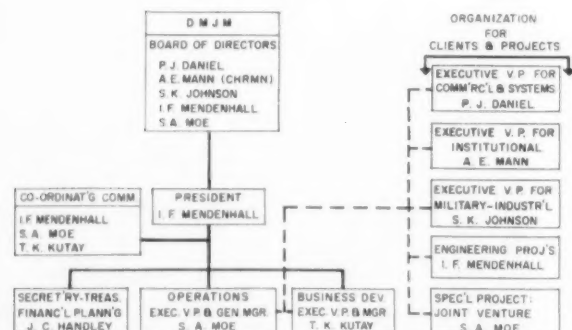 DMJM
BOARD OF DIRECTORS
P.J. DANIEL
A.E. MANN (CHRMN)
S.K. JOHNSON
I.F. MENDENHALL
S.A. MOE
ORGANIZATION
FOR
CLIENTS & PROJECTS
EXECUTIVE V.P. FOR
COMM'RC'L & SYSTEMS
P.J. DANIEL
EXECUTIVE V.P. FOR
INSTITUTIONAL
A.E. MANN
EXECUTIVE V.P. FOR
MILITARY-INDUSTR'L
S.K. JOHNSON
ENGINEERING PROJ'S
I.F. MENDENHALL
SPEC'L PROJECT:
JOINT VENTURE
S.A. MOE
CO-ORDINAT'G COMM.
I.F. MENDENHALL
S.A. MOE
T.K. KUTAY
PRESIDENT
I.F. MENDENHALL
SECRET'RY-TREAS.
FINANC'L PLANN'G
J.C. HANDLEY
OPERATIONS
EXEC. V.P. & GEN MGR.
S.A. MOE
BUSINESS DEV.
EXEC. V.P. & MGR
T.K. KUTAY